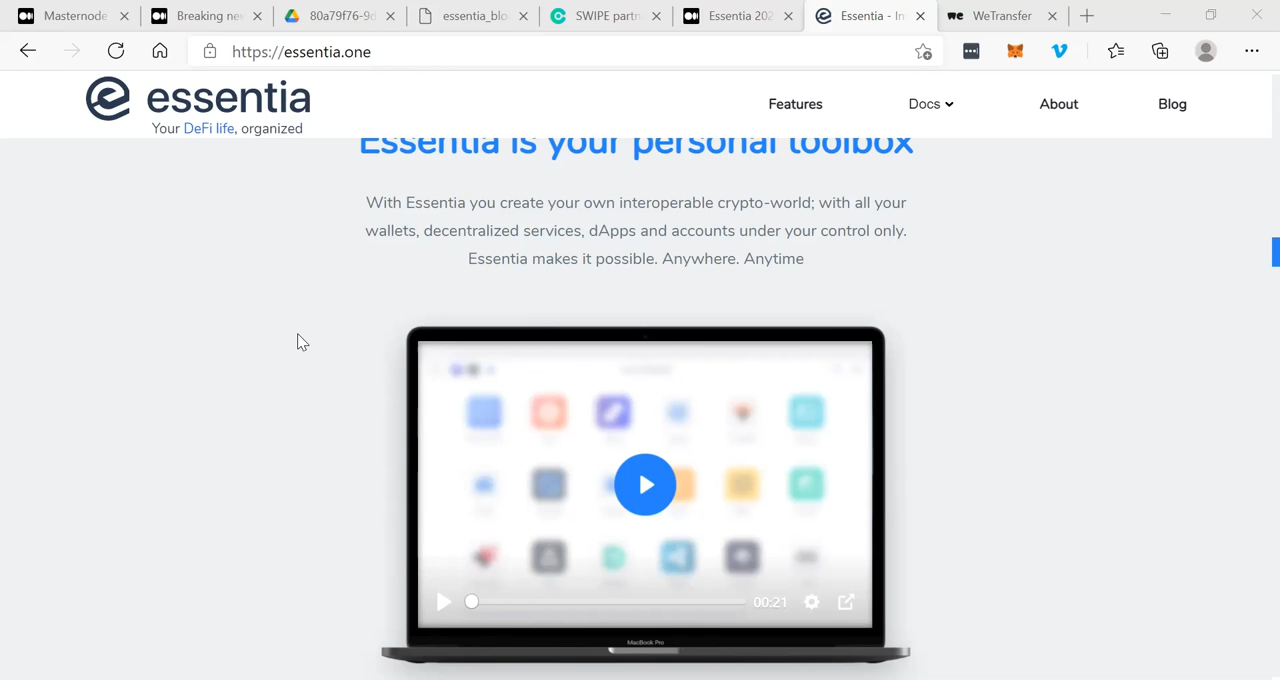 Masternode
Breaking ne
80a79f76-9d
essentia_blo
SWIPE partn
Essentia 202
Essentia - In
we WeTransfer
https://essentia.one
essentia
Your DeFi life, organized
Features
Docs
About
Blog
Essentia is your personal toolbox
With Essentia you create your own interoperable crypto-world; with all your
wallets, decentralized services, dApps and accounts under your control only.
Essentia makes it possible. Anywhere. Anytime
00:21
MacBook Pro